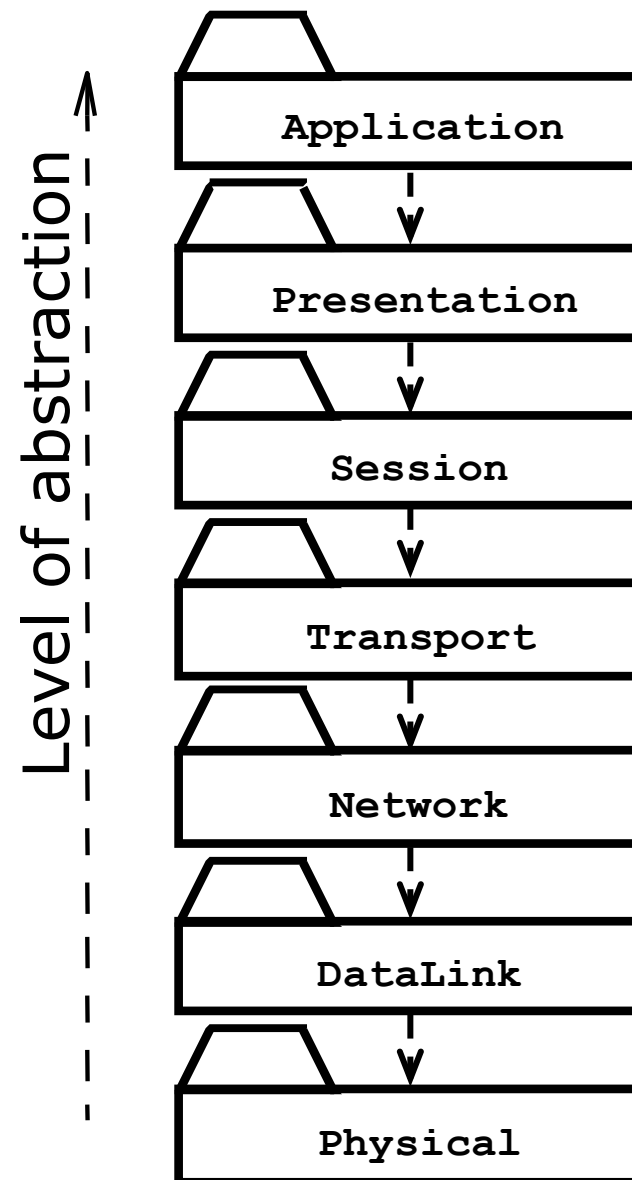 Level of abstraction
Application
Presentation
Session
Transport
Network
DataLink
Physical